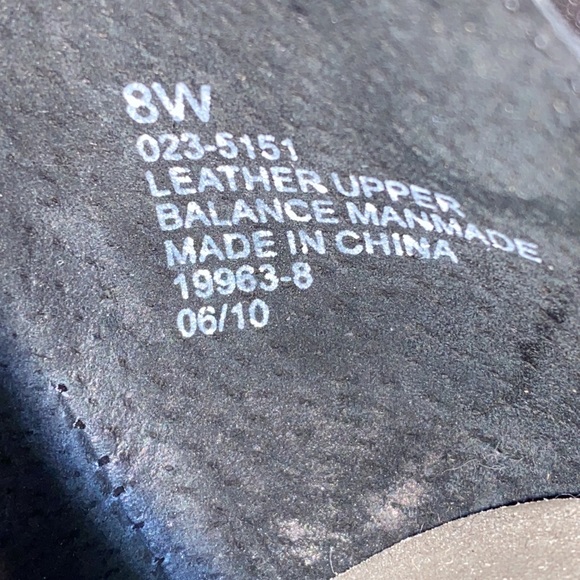 8W
023-5151
LEATHER UPPER
BALANCE MANMADE
MADE IN CHINA
19963-8
06/10